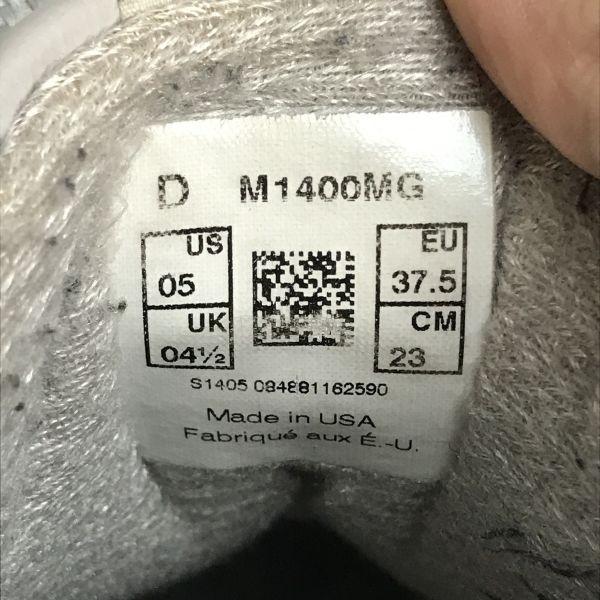 D M1400MG
US EU
05 37.5
UK CM
04½ 23
S1405 084881162590
Made in USA
Fabriqué aux É.-U.